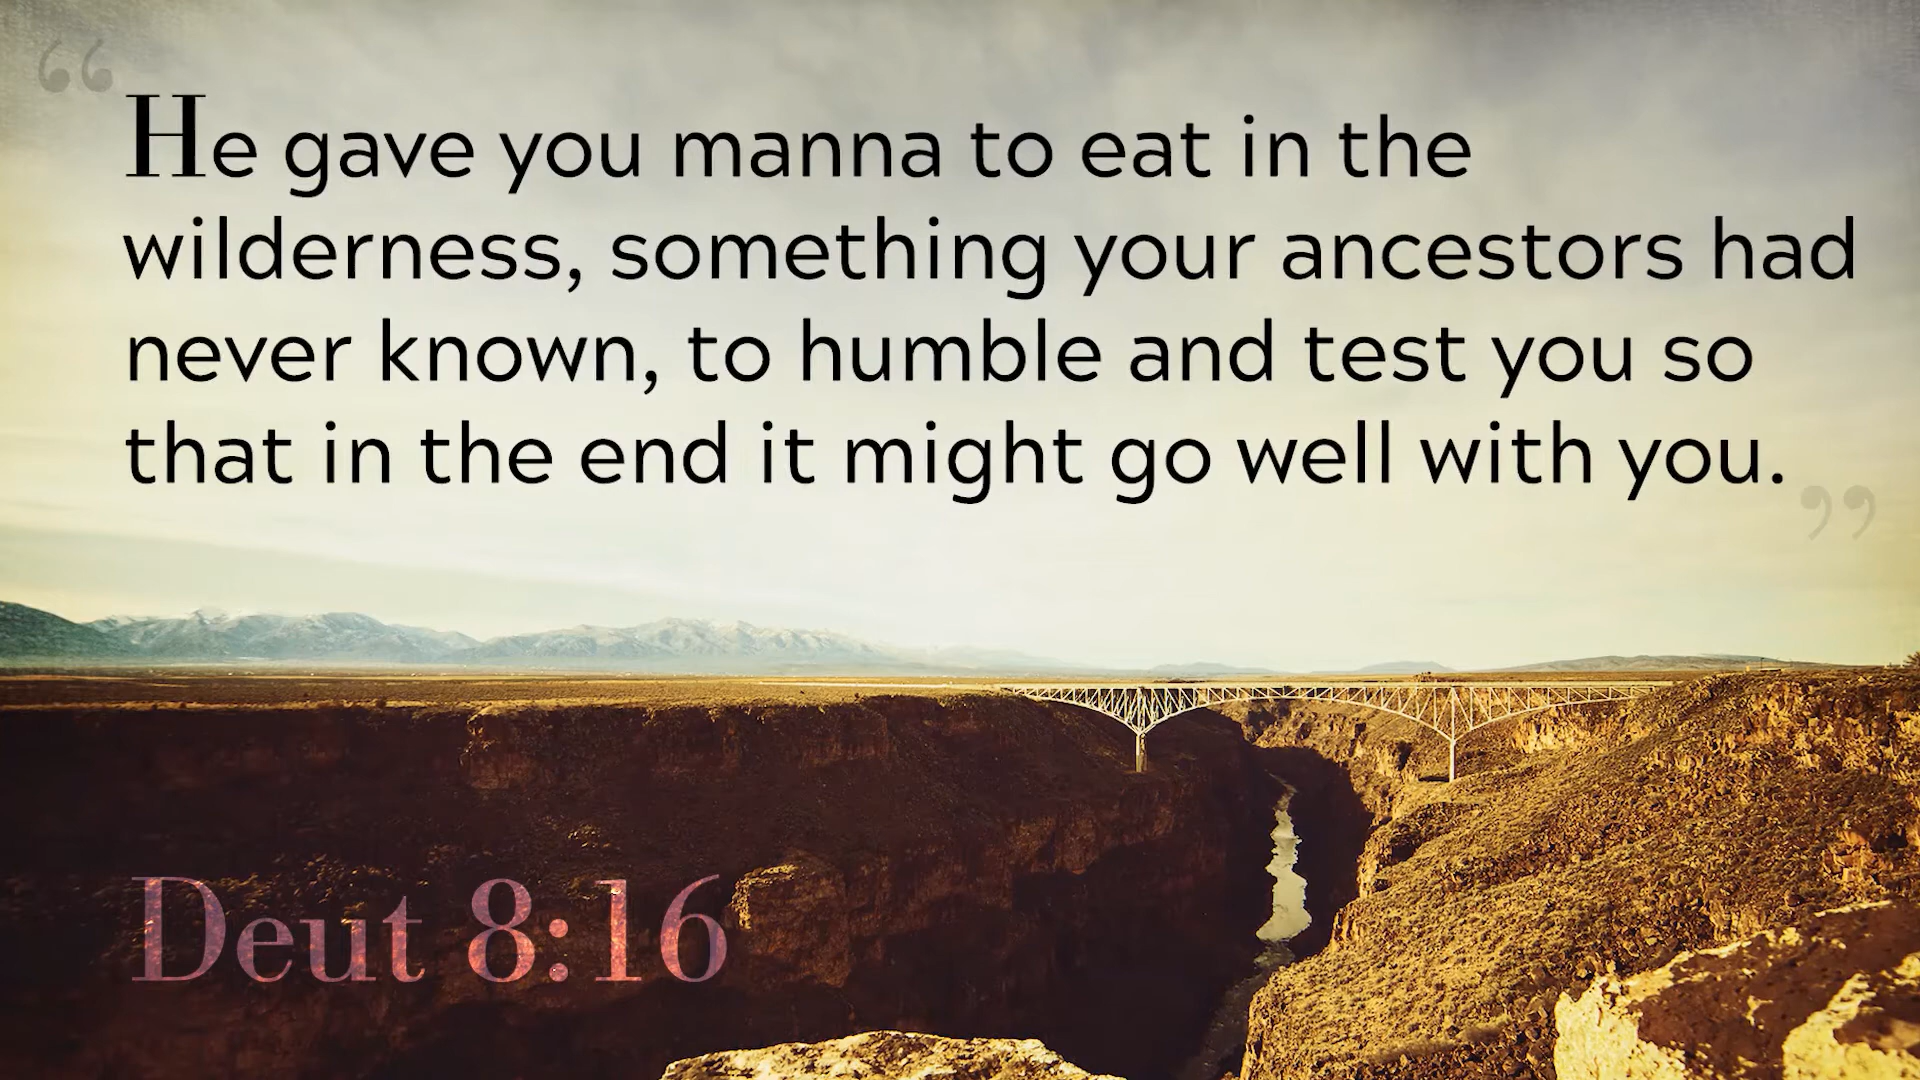 “He gave you manna to eat in the
wilderness, something your ancestors had
never known, to humble and test you so
that in the end it might go well with you.”
Deut 8:16